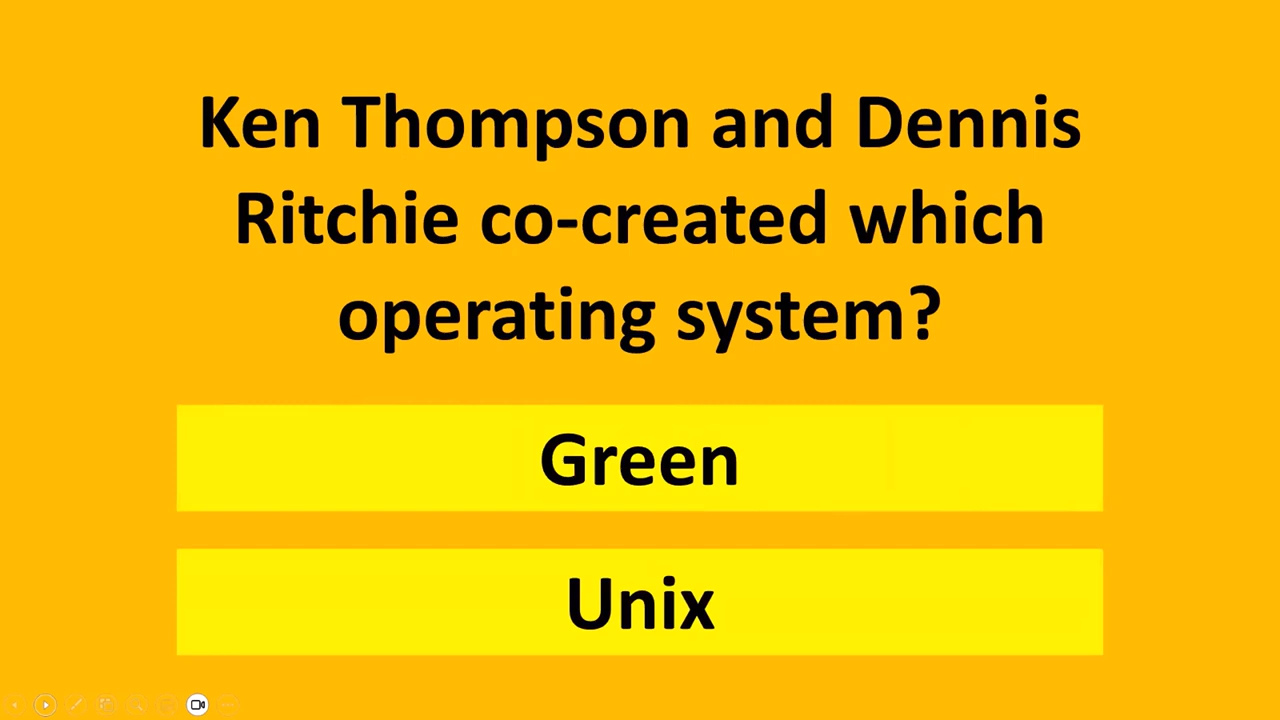 Ken Thompson and Dennis
Ritchie co-created which
operating system?
Green
Unix